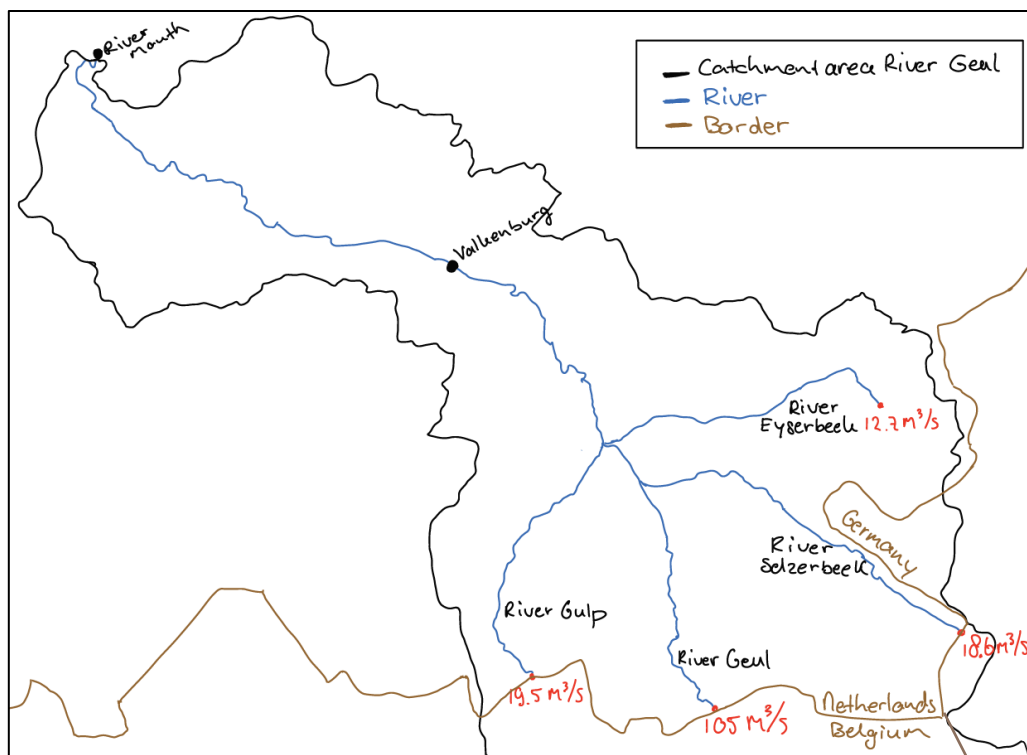 River
Mouth
Catchment area River Geul
River
Border
Valkenburg
River
Eyserbeek
12.7 M³/s
Germany
River
Selzerbeek
River Gulp
18.6 M³/s
River Geul
19.5 M³/s
105 M³/s
Netherlands
Belgium